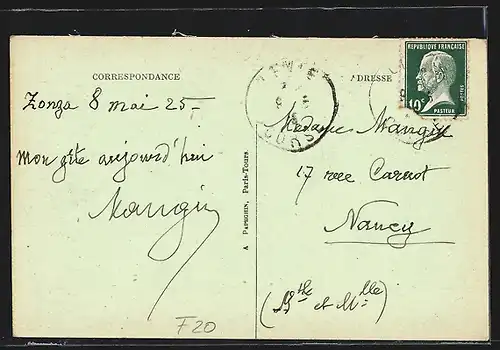 CORRESPONDANCE
Zonza 8 mai 25-
Mon gîte aujourd'hui
Mangin
F20
A PAPEGHIN, PARIS-TOURS.
ADRESSE
REPUBLIQUE FRANÇAISE
10c
POSTES
PASTEUR
Madame Mangin
17 rue Carnot
Nancy
(Mthe et Mlle)